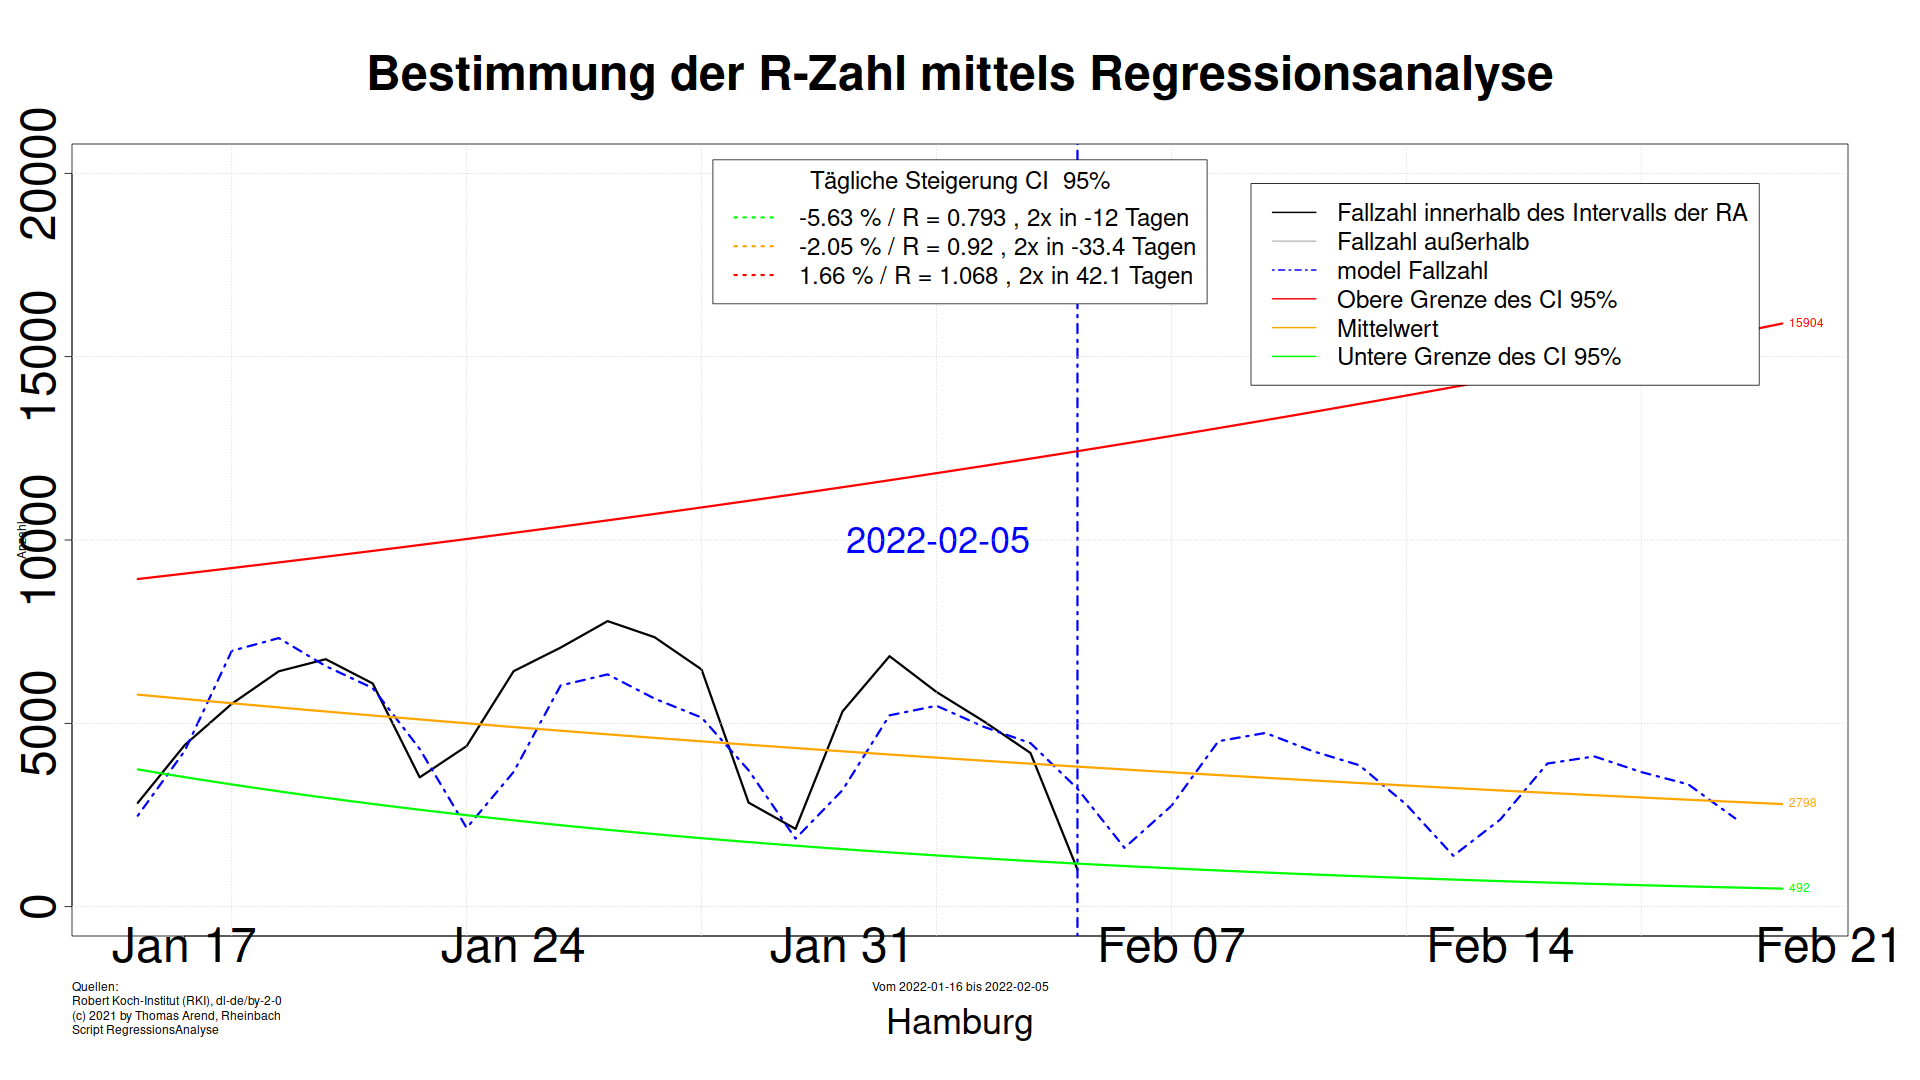 Bestimmung der R-Zahl mittels Regressionsanalyse
Anzahl
20000
15000
10000
5000
0
Tägliche Steigerung CI  95%
-5.63 % / R = 0.793 , 2x in -12 Tagen
-2.05 % / R = 0.92 , 2x in -33.4 Tagen
1.66 % / R = 1.068 , 2x in 42.1 Tagen
Fallzahl innerhalb des Intervalls der RA
Fallzahl außerhalb
model Fallzahl
Obere Grenze des CI 95%
Mittelwert
Untere Grenze des CI 95%
15904
2022-02-05
2798
492
Jan 17 Jan 24 Jan 31 Feb 07 Feb 14 Feb 21
Quellen:
Robert Koch-Institut (RKI), dl-de/by-2-0
(c) 2021 by Thomas Arend, Rheinbach
Script RegressionsAnalyse
Vom 2022-01-16 bis 2022-02-05
Hamburg